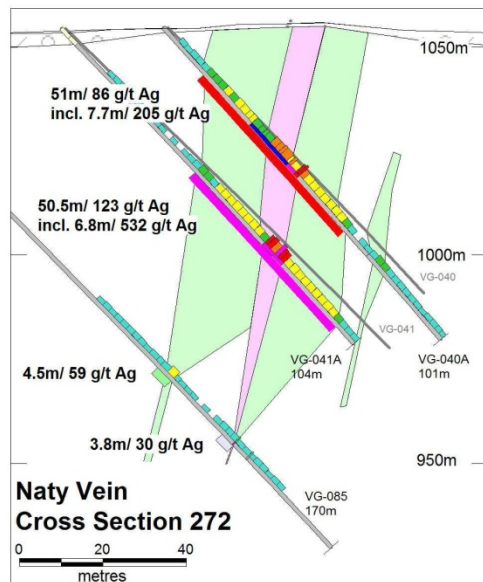 1050m
51m/ 86 g/t Ag
incl. 7.7m/ 205 g/t Ag
50.5m/ 123 g/t Ag
incl. 6.8m/ 532 g/t Ag
1000m
VG-040
VG-041
VG-041A
104m
VG-040A
101m
4.5m/ 59 g/t Ag
3.8m/ 30 g/t Ag
950m
VG-085
170m
Naty Vein
Cross Section 272
0 20 40
metres